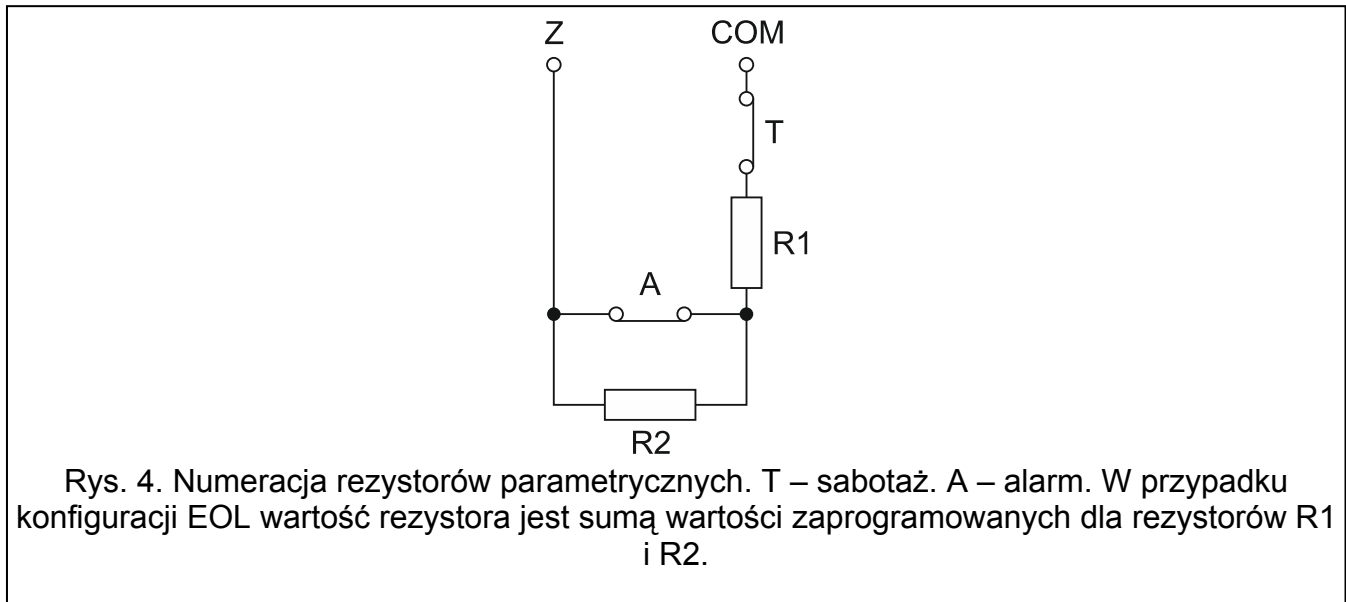 Z COM
T
R1
A
R2
Rys. 4. Numeracja rezystorów parametrycznych. T – sabotaż. A – alarm. W przypadku
konfiguracji EOL wartość rezystora jest sumą wartości zaprogramowanych dla rezystorów R1
i R2.